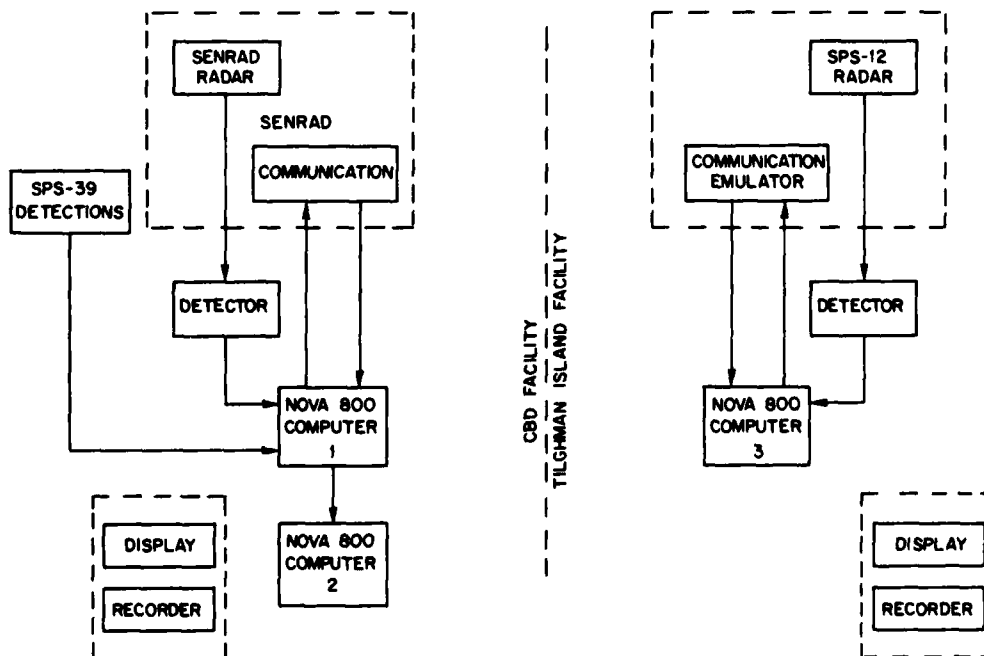 SENRAD
RADAR
SENRAD
COMMUNICATION
SPS-39
DETECTIONS
DETECTOR
NOVA 800
COMPUTER
1
NOVA 800
COMPUTER
2
DISPLAY
RECORDER
CBD FACILITY
TILGHMAN ISLAND FACILITY
SPS-12
RADAR
COMMUNICATION
EMULATOR
DETECTOR
NOVA 800
COMPUTER
3
DISPLAY
RECORDER